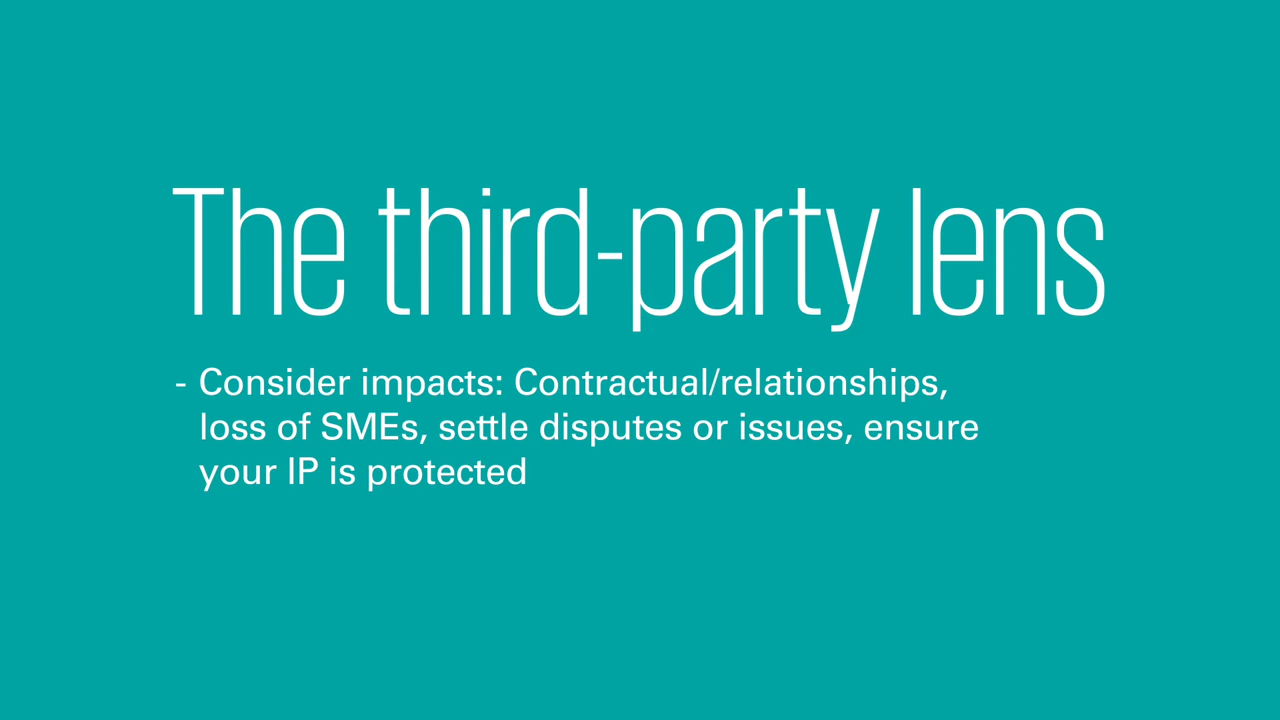 The third-party lens
- Consider impacts: Contractual/relationships,
loss of SMEs, settle disputes or issues, ensure
your IP is protected